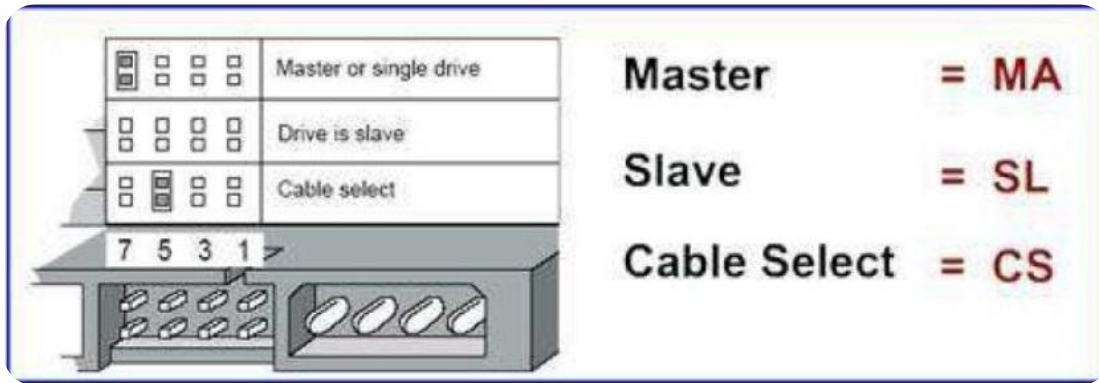 Master or single drive
Drive is slave
Cable select
7 5 3 1
Master = MA
Slave = SL
Cable Select = CS